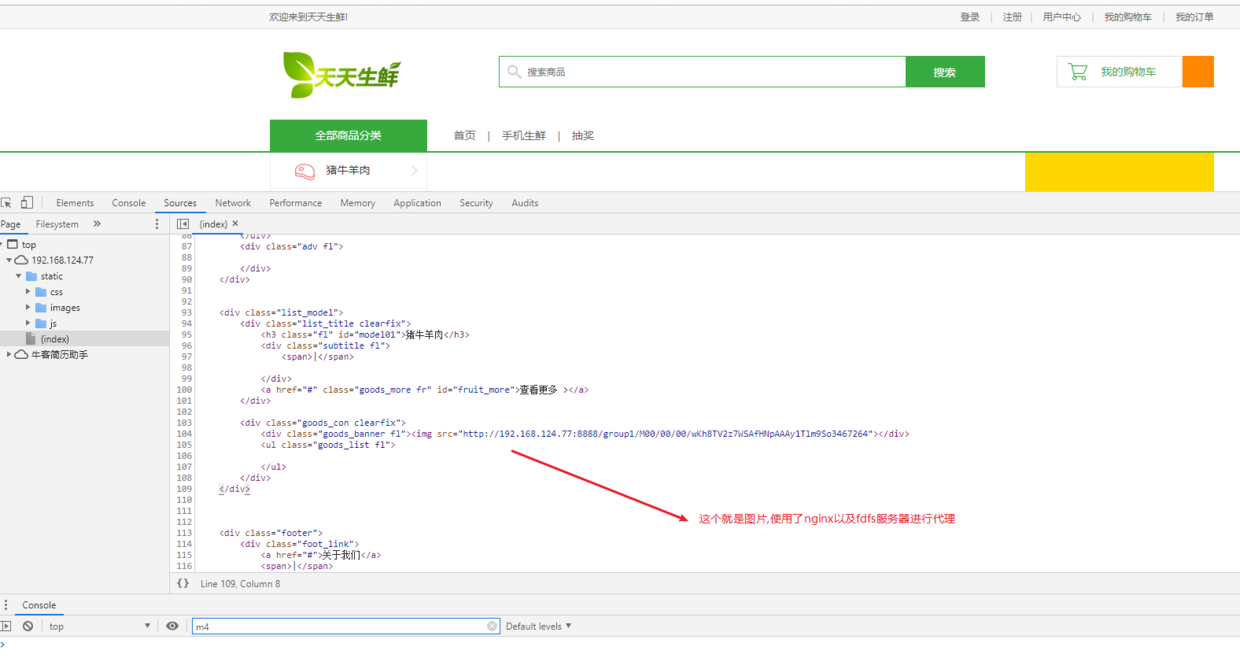 欢迎来到天天生鲜!
登录 | 注册 | 用户中心 | 我的购物车 | 我的订单
天天生鲜
搜索商品
搜索
我的购物车
全部商品分类
首页 | 手机生鲜 | 抽奖
猪牛羊肉
Elements Console Sources Network Performance Memory Application Security Audits
Page Filesystem »
(index) ×
top
192.168.124.77
static
css
images
js
(index)
牛客简历助手
86 </div>
87 <div class="adv fl">
88
89 </div>
90 </div>
91
92
93 <div class="list_model">
94 <div class="list_title clearfix">
95 <h3 class="fl" id="model01">猪牛羊肉</h3>
96 <div class="subtitle fl">
97 <span>|</span>
98
99 </div>
100 <a href="#" class="goods_more fr" id="fruit_more">查看更多 ></a>
101 </div>
102
103 <div class="goods_con clearfix">
104 <div class="goods_banner fl"><img src="http://192.168.124.77:8888/group1/M00/00/00/wKh8TV2z7WSAfHNpAAAy1Tlm9So3467264"></div>
105 <ul class="goods_list fl">
106
107 </ul>
108 </div>
109 </div>
110
111
112
113 <div class="footer">
114 <div class="foot_link">
115 <a href="#">关于我们</a>
116 <span>|</span>
这个就是图片,使用了nginx以及fdfs服务器进行代理
{} Line 109, Column 8
Console
top
m4
Default levels ▼